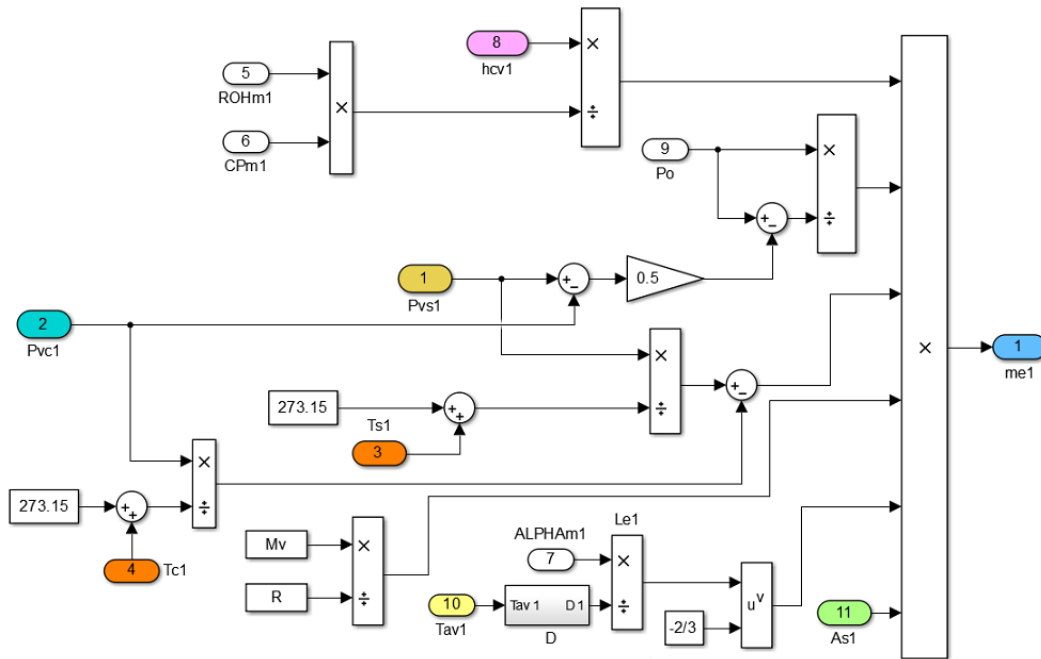 8
hcv1
×
÷
5
ROHm1
×
6
CPm1
9
Po
×
÷
+
−
1
Pvs1
+
−
0.5
2
Pvc1
×
1
me1
×
÷
+
−
273.15
+
+
Ts1
3
×
÷
273.15
+
+
4
Tc1
Mv
×
R
÷
ALPHAm1
7
Le1
×
÷
10
Tav1
Tav 1
D1
D
-2/3
u^v
11
As1